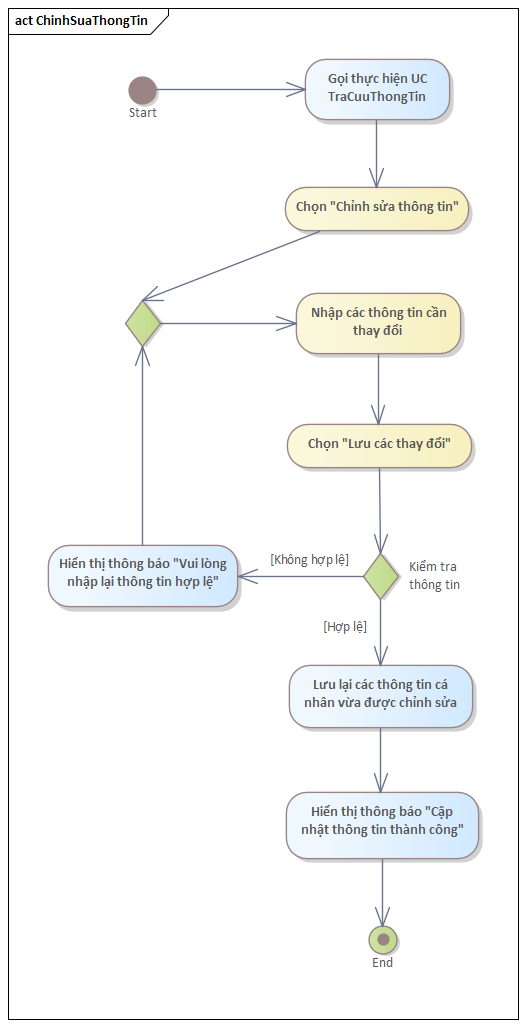 act ChinhSuaThongTin
Start
Gọi thực hiện UC
TraCuuThongTin
Chọn "Chỉnh sửa thông tin"
Nhập các thông tin cần
thay đổi
Chọn "Lưu các thay đổi"
Hiển thị thông báo "Vui lòng
nhập lại thông tin hợp lệ"
[Không hợp lệ]
Kiểm tra
thông tin
[Hợp lệ]
Lưu lại các thông tin cá
nhân vừa được chỉnh sửa
Hiển thị thông báo "Cập
nhật thông tin thành công"
End